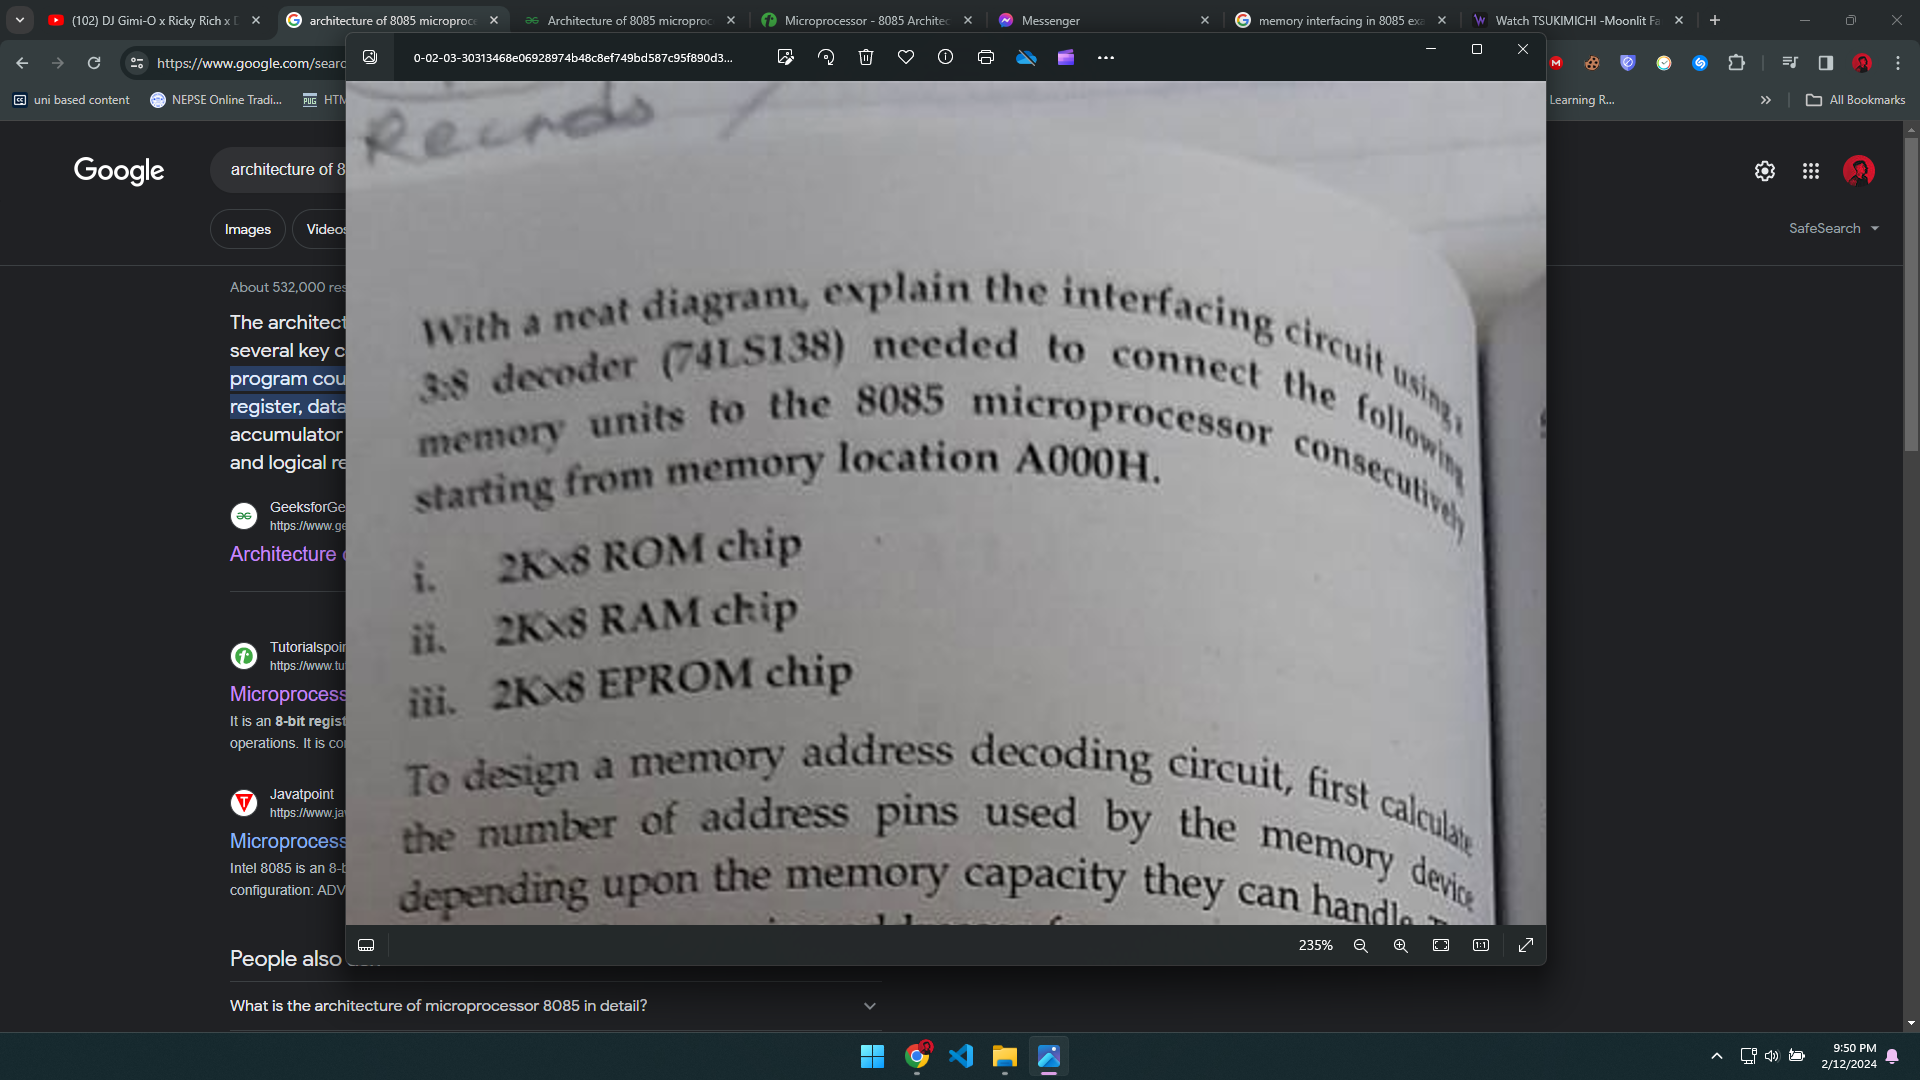 (102) DJ Gimi-O x Ricky Rich x D
architecture of 8085 microproc
Architecture of 8085 microproc
Microprocessor - 8085 Architec
Messenger
memory interfacing in 8085 exa
Watch TSUKIMICHI -Moonlit Fa
https://www.google.com/searc
uni based content
NEPSE Online Tradi...
HTM
Learning R...
All Bookmarks
0-02-03-30313468e06928974b48c8ef749bd587c95f890d3...
Google
architecture of 8
Images
Videos
SafeSearch
About 532,000 res
The architect
several key c
program cou
register, data
accumulator
and logical re
GeeksforGe
https://www.ge
Architecture
Tutorialspoin
https://www.tu
Microprocess
It is an 8-bit regist
operations. It is co
Javatpoint
https://www.ja
Microprocess
Intel 8085 is an 8-b
configuration: ADV
People also
What is the architecture of microprocessor 8085 in detail?
With a neat diagram, explain the interfacing circuit using a
3:8 decoder (74LS138) needed to connect the following
memory units to the 8085 microprocessor consecutively
starting from memory location A000H.
i. 2K×8 ROM chip
ii. 2K×8 RAM chip
iii. 2K×8 EPROM chip
To design a memory address decoding circuit, first calculate
the number of address pins used by the memory device
depending upon the memory capacity they can handle
235%
9:50 PM
2/12/2024